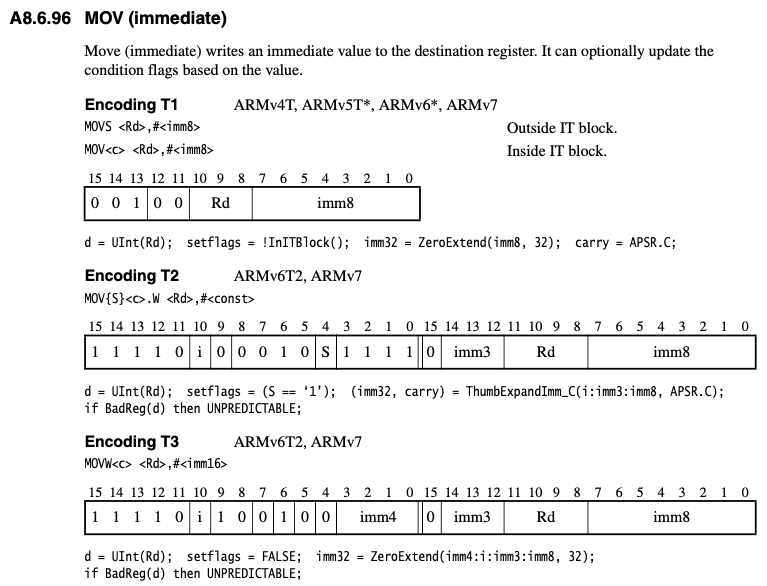 A8.6.96 MOV (immediate)
Move (immediate) writes an immediate value to the destination register. It can optionally update the
condition flags based on the value.
Encoding T1 ARMv4T, ARMv5T*, ARMv6*, ARMv7
MOVS <Rd>,#<imm8> Outside IT block.
MOV<c> <Rd>,#<imm8> Inside IT block.
15 14 13 12 11 10 9 8 7 6 5 4 3 2 1 0
0 0 1 0 0 Rd imm8
d = UInt(Rd); setflags = !InITBlock(); imm32 = ZeroExtend(imm8, 32); carry = APSR.C;
Encoding T2 ARMv6T2, ARMv7
MOV{S}<c>.W <Rd>,#<const>
15 14 13 12 11 10 9 8 7 6 5 4 3 2 1 0 15 14 13 12 11 10 9 8 7 6 5 4 3 2 1 0
1 1 1 1 0 i 0 0 0 1 0 S 1 1 1 1 0 imm3 Rd imm8
d = UInt(Rd); setflags = (S == ‘1’); (imm32, carry) = ThumbExpandImm_C(i:imm3:imm8, APSR.C);
if BadReg(d) then UNPREDICTABLE;
Encoding T3 ARMv6T2, ARMv7
MOVW<c> <Rd>,#<imm16>
15 14 13 12 11 10 9 8 7 6 5 4 3 2 1 0 15 14 13 12 11 10 9 8 7 6 5 4 3 2 1 0
1 1 1 1 0 i 1 0 0 1 0 0 imm4 0 imm3 Rd imm8
d = UInt(Rd); setflags = FALSE; imm32 = ZeroExtend(imm4:i:imm3:imm8, 32);
if BadReg(d) then UNPREDICTABLE;